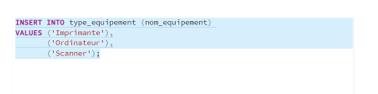 INSERT INTO type_equipement (nom_equipement)
VALUES ('Imprimante'),
('Ordinateur'),
('Scanner');